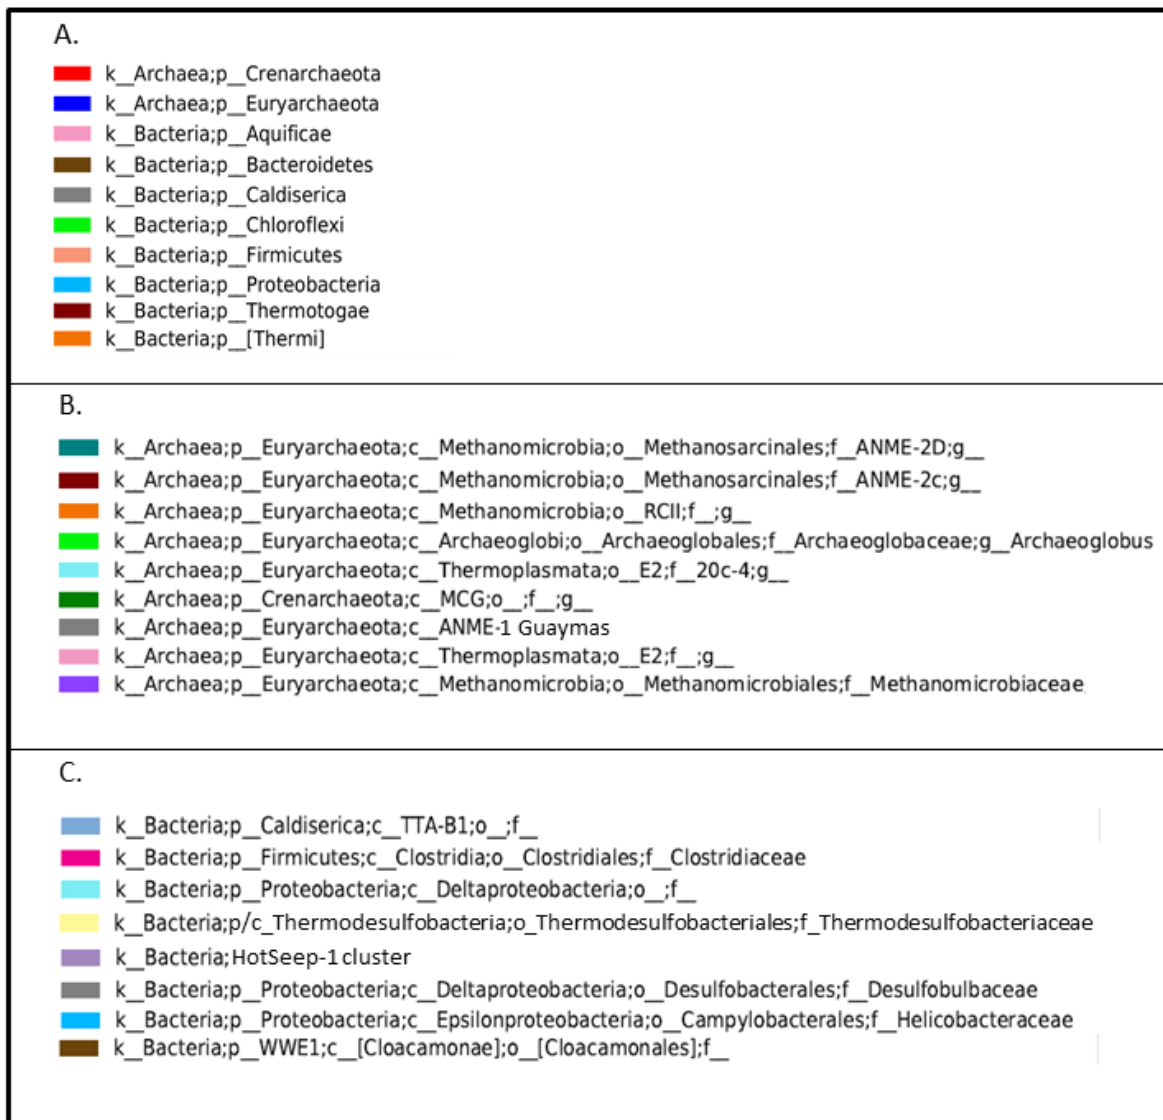 A.
k__Archaea;p__Crenarchaeota
k__Archaea;p__Euryarchaeota
k__Bacteria;p__Aquificae
k__Bacteria;p__Bacteroidetes
k__Bacteria;p__Caldiserica
k__Bacteria;p__Chloroflexi
k__Bacteria;p__Firmicutes
k__Bacteria;p__Proteobacteria
k__Bacteria;p__Thermotogae
k__Bacteria;p__[Thermi]
B.
k__Archaea;p__Euryarchaeota;c__Methanomicrobia;o__Methanosarcinales;f__ANME-2D;g__
k__Archaea;p__Euryarchaeota;c__Methanomicrobia;o__Methanosarcinales;f__ANME-2c;g__
k__Archaea;p__Euryarchaeota;c__Methanomicrobia;o__RCII;f__;g__
k__Archaea;p__Euryarchaeota;c__Archaeoglobi;o__Archaeoglobales;f__Archaeoglobaceae;g__Archaeoglobus
k__Archaea;p__Euryarchaeota;c__Thermoplasmata;o__E2;f__20c-4;g__
k__Archaea;p__Crenarchaeota;c__MCG;o__;f__;g__
k__Archaea;p__Euryarchaeota;c__ANME-1 Guaymas
k__Archaea;p__Euryarchaeota;c__Thermoplasmata;o__E2;f__;g__
k__Archaea;p__Euryarchaeota;c__Methanomicrobia;o__Methanomicrobiales;f__Methanomicrobiaceae
C.
k__Bacteria;p__Caldiserica;c__TTA-B1;o__;f__
k__Bacteria;p__Firmicutes;c__Clostridia;o__Clostridiales;f__Clostridiaceae
k__Bacteria;p__Proteobacteria;c__Deltaproteobacteria;o__;f__
k__Bacteria;p/c_Thermodesulfobacteria;o_Thermodesulfobacteriales;f_Thermodesulfobacteriaceae
k__Bacteria;HotSeep-1 cluster
k__Bacteria;p__Proteobacteria;c__Deltaproteobacteria;o__Desulfobacterales;f__Desulfobulbaceae
k__Bacteria;p__Proteobacteria;c__Epsilonproteobacteria;o__Campylobacterales;f__Helicobacteraceae
k__Bacteria;p__WWE1;c__[Cloacamonae];o__[Cloacamonales];f__